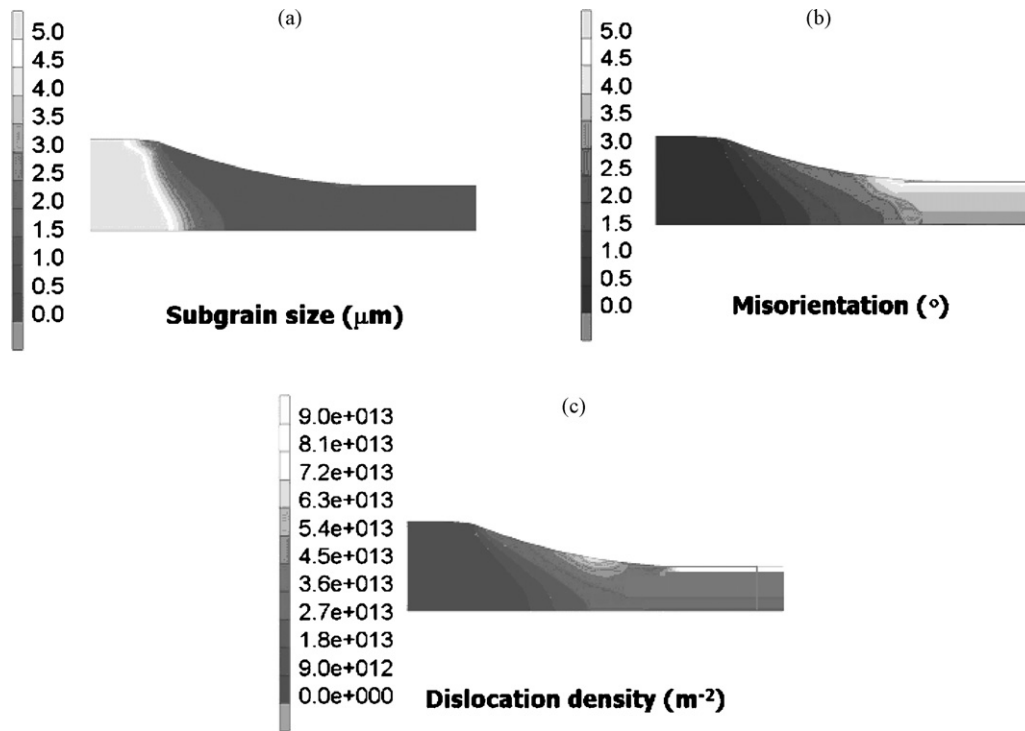 (a)
5.0
4.5
4.0
3.5
3.0
2.5
2.0
1.5
1.0
0.5
0.0
Subgrain size (μm)
(b)
5.0
4.5
4.0
3.5
3.0
2.5
2.0
1.5
1.0
0.5
0.0
Misorientation (°)
(c)
9.0e+013
8.1e+013
7.2e+013
6.3e+013
5.4e+013
4.5e+013
3.6e+013
2.7e+013
1.8e+013
9.0e+012
0.0e+000
Dislocation density (m⁻²)